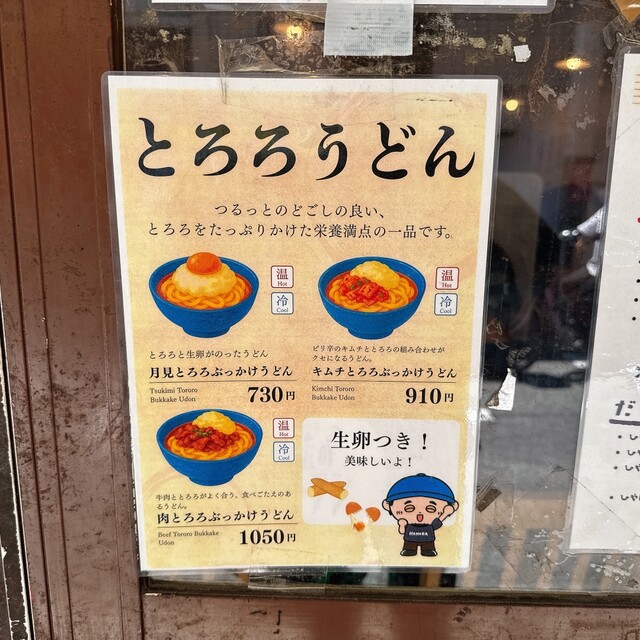 とろろうどん
つるっとのどごしの良い、
とろろをたっぷりかけた栄養満点の一品です。
温
Hot
冷
Cool
とろろと生卵がのったうどん
月見とろろぶっかけうどん
Tsukimi Tororo
Bukkake Udon
730円
温
Hot
冷
Cool
ピリ辛のキムチととろろの組み合わせが
クセになるうどん。
キムチとろろぶっかけうどん
Kimchi Tororo
Bukkake Udon
910円
温
Hot
冷
Cool
牛肉ととろろがよく合う、食べごたえのあ
るうどん。
肉とろろぶっかけうどん
Beef Tororo Bukkake
Udon
1050円
生卵つき！
美味しいよ！
だ